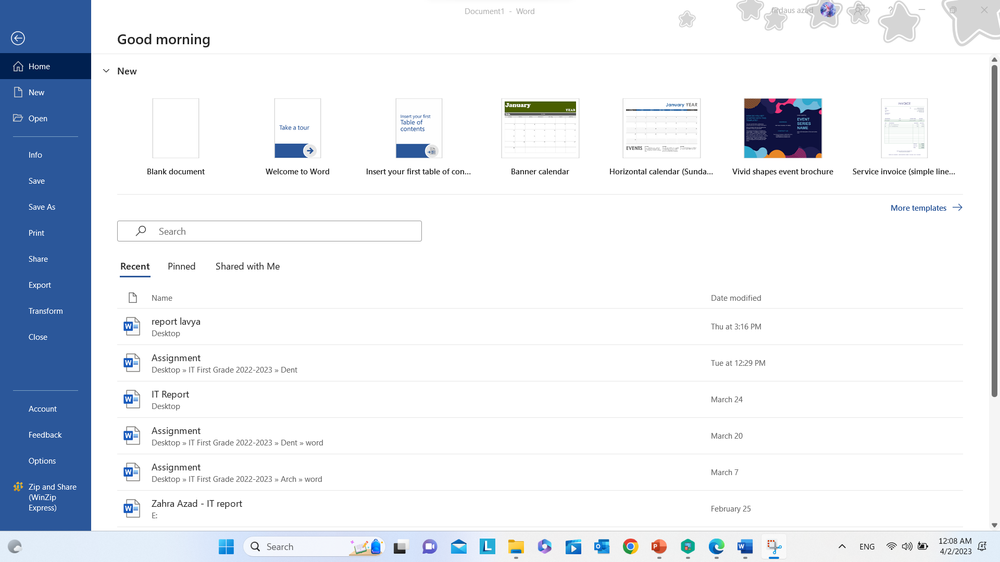 Document1 - Word
firdaus azad
?
Good morning
Home
New
Open
Info
Save
Save As
Print
Share
Export
Transform
Close
Account
Feedback
Options
Zip and Share
(WinZip
Express)
New
Take a tour
Insert your first
Table of
contents
January
YEAR
January YEAR
EVENTS
EVENT
SERIES
NAME
INVOICE
Blank document
Welcome to Word
Insert your first table of con...
Banner calendar
Horizontal calendar (Sunda...
Vivid shapes event brochure
Service invoice (simple line...
More templates
Search
Recent
Pinned
Shared with Me
Name
Date modified
report lavya
Desktop
Thu at 3:16 PM
Assignment
Desktop » IT First Grade 2022-2023 » Dent
Tue at 12:29 PM
IT Report
Desktop
March 24
Assignment
Desktop » IT First Grade 2022-2023 » Dent » word
March 20
Assignment
Desktop » IT First Grade 2022-2023 » Arch » word
March 7
Zahra Azad - IT report
E:
February 25
Search
ENG
12:08 AM
4/2/2023